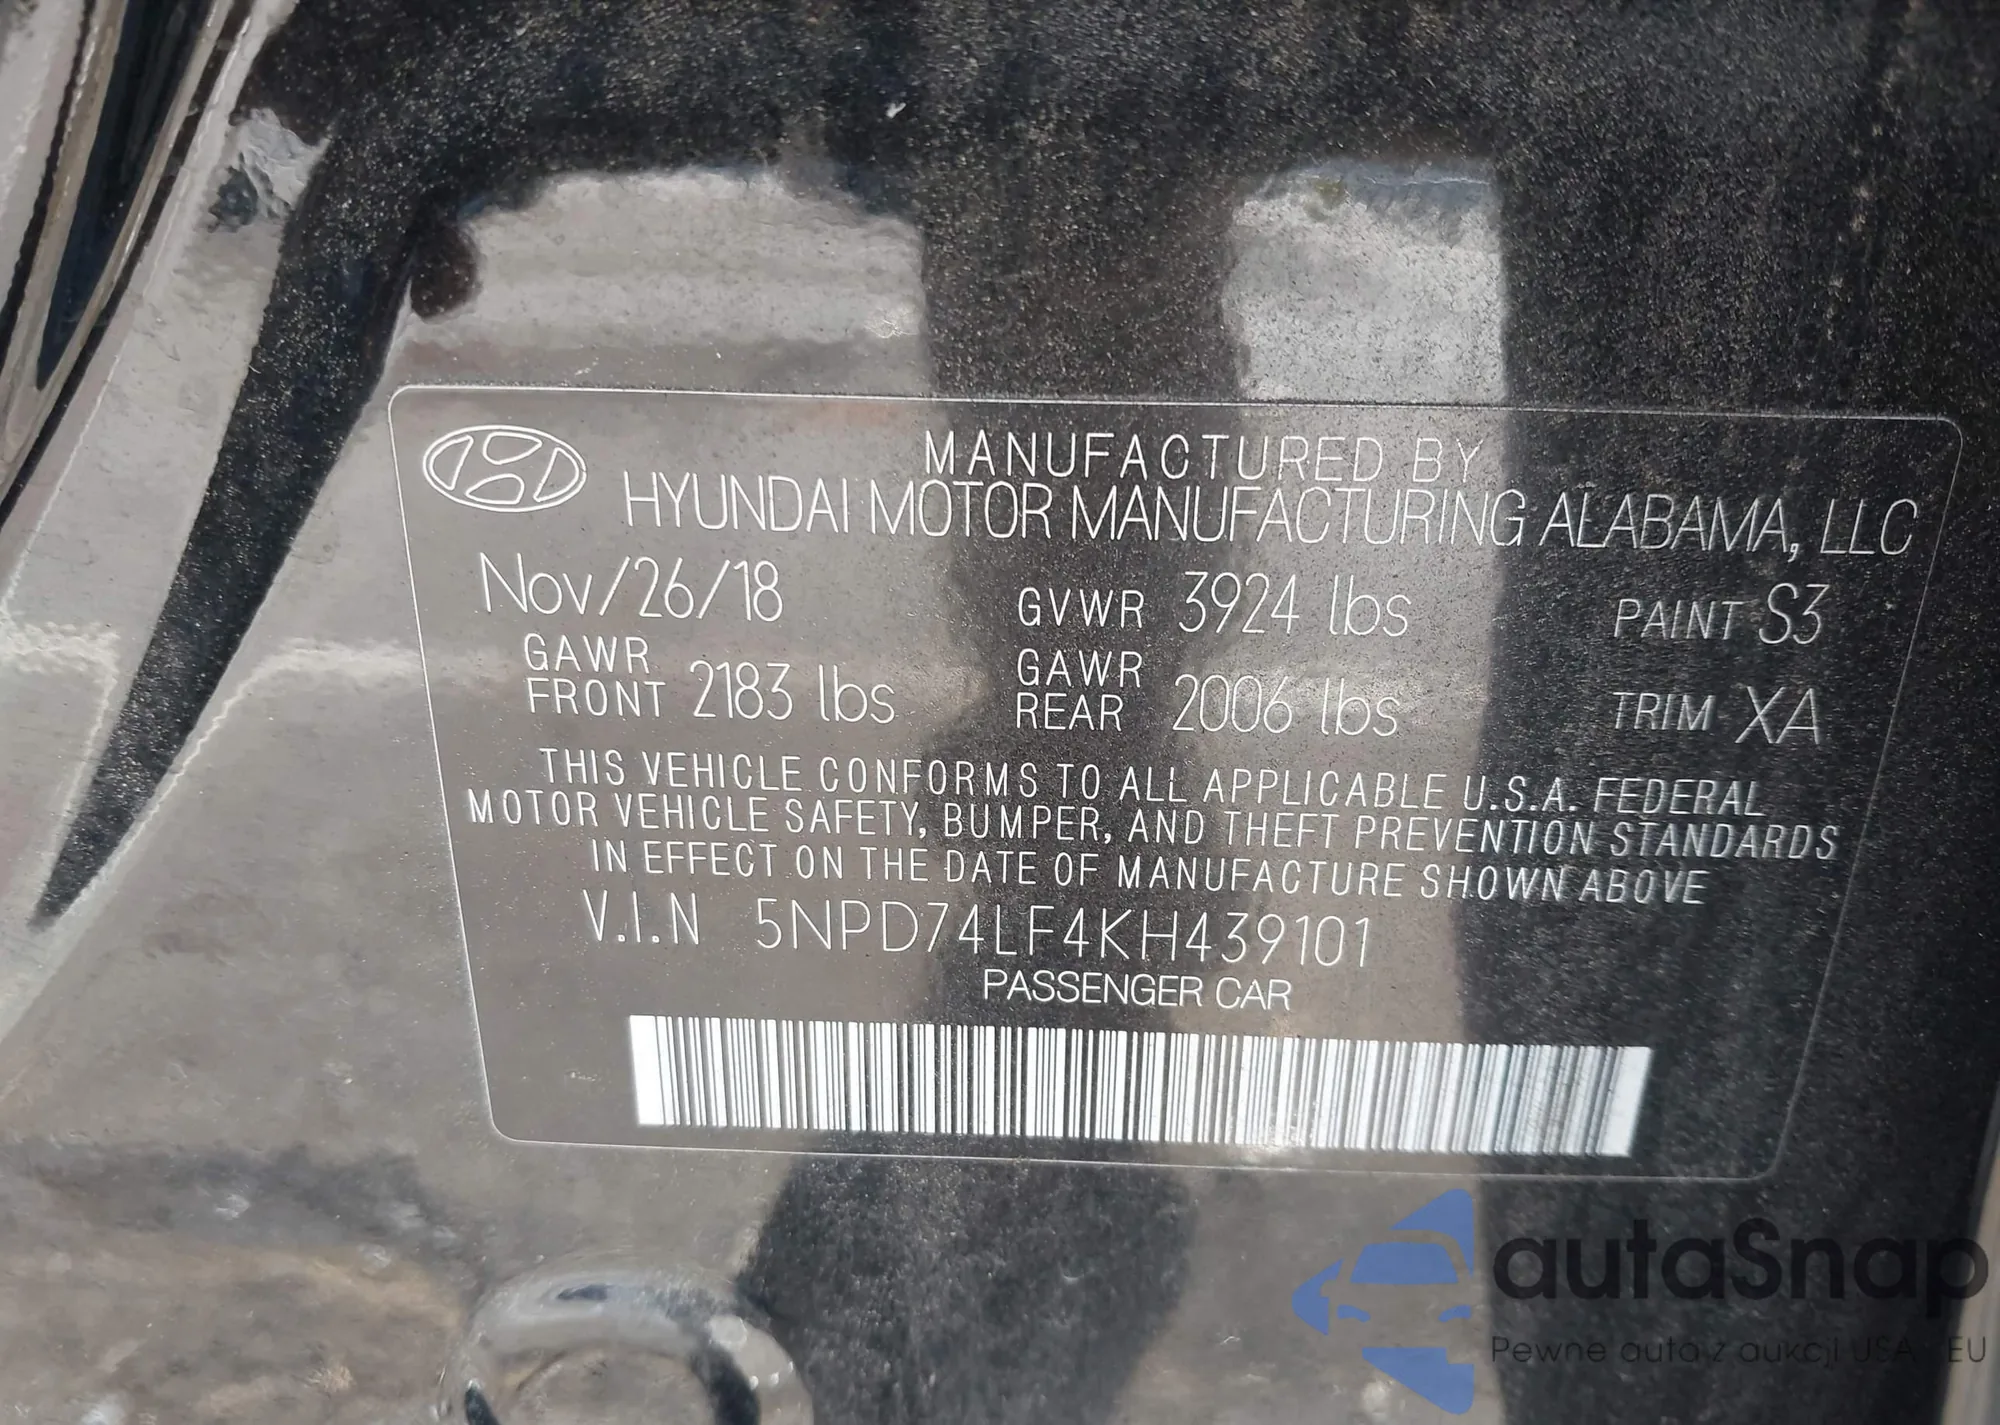 MANUFACTURED BY
HYUNDAI MOTOR MANUFACTURING ALABAMA, LLC
Nov/26/18 GVWR 3924 lbs PAINT S3
GAWR FRONT 2183 lbs GAWR REAR 2006 lbs TRIM XA
THIS VEHICLE CONFORMS TO ALL APPLICABLE U.S.A. FEDERAL
MOTOR VEHICLE SAFETY, BUMPER, AND THEFT PREVENTION STANDARDS
IN EFFECT ON THE DATE OF MANUFACTURE SHOWN ABOVE
V.I.N 5NPD74LF4KH439101
PASSENGER CAR
autaSnap
Pewne auta z aukcji USA i EU